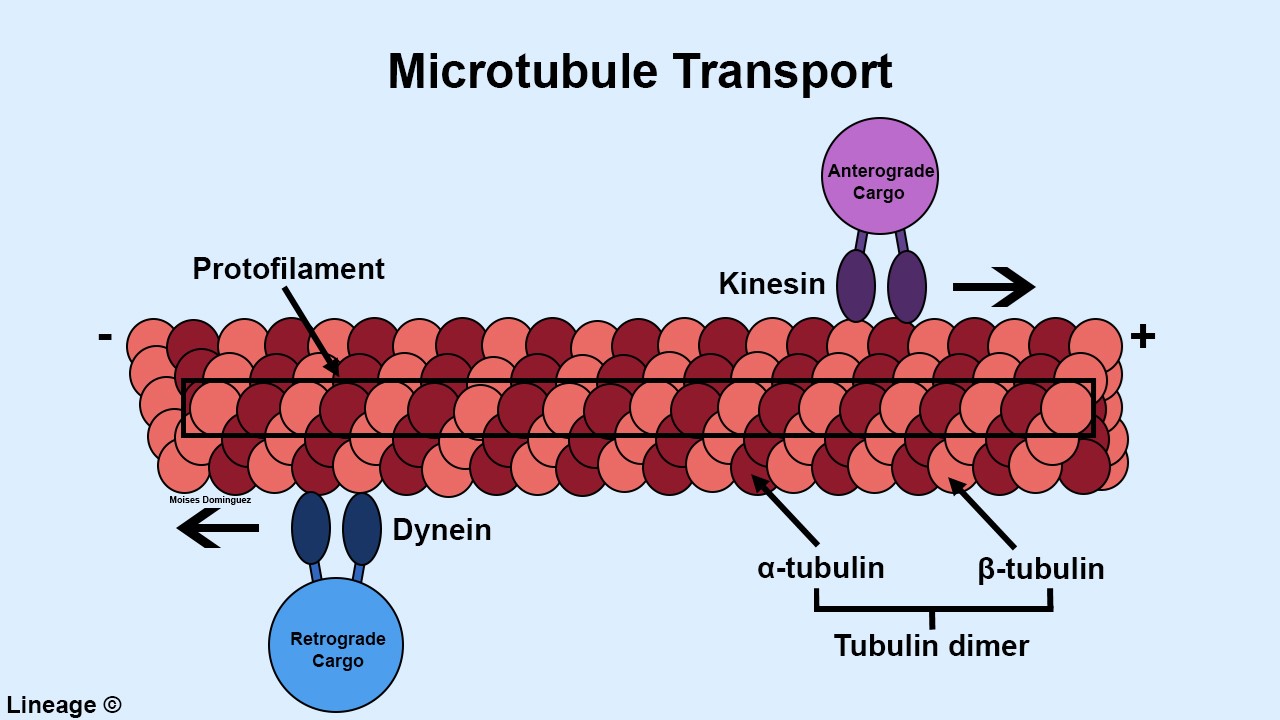 Microtubule Transport
Anterograde
Cargo
Protofilament
Kinesin
-
+
Moises Dominguez
Dynein
α-tubulin
β-tubulin
Tubulin dimer
Retrograde
Cargo
Lineage ©